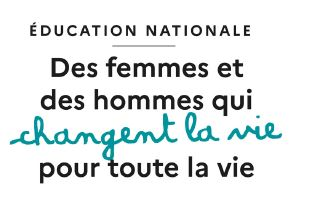 ÉDUCATION NATIONALE
Des femmes et
des hommes qui
changent la vie
pour toute la vie